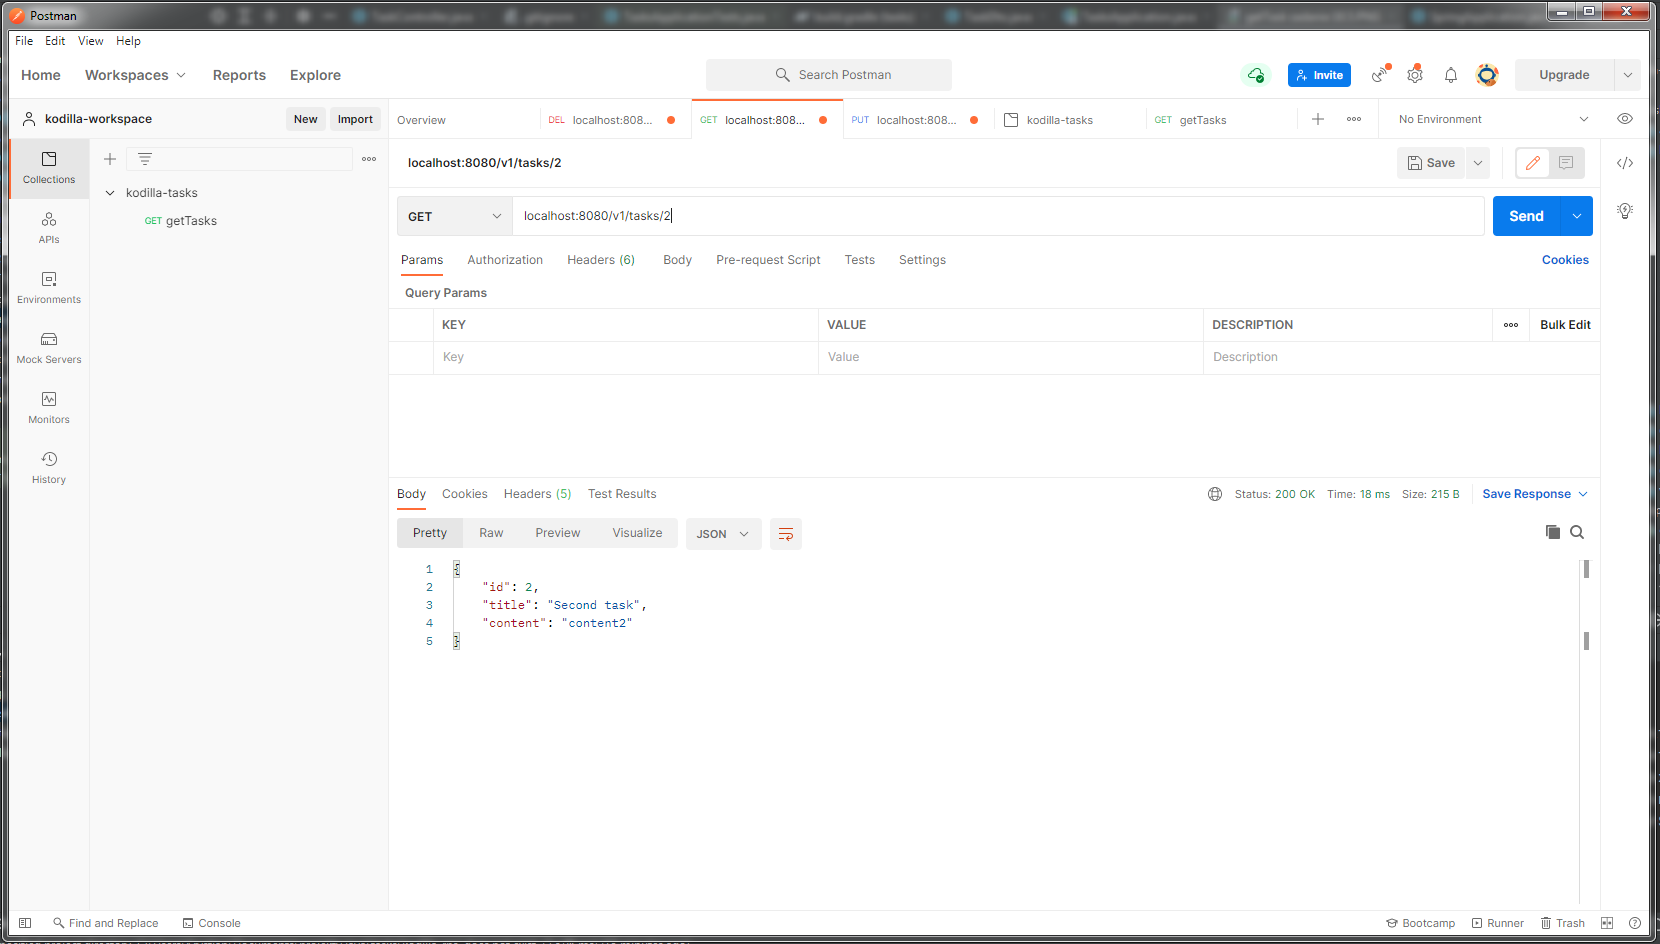 Postman
File Edit View Help
Home Workspaces Reports Explore
Search Postman
Invite
Upgrade
kodilla-workspace
New Import
Overview
DEL localhost:808...
GET localhost:808...
PUT localhost:808...
kodilla-tasks
GET getTasks
No Environment
Collections
APIs
Environments
Mock Servers
Monitors
History
kodilla-tasks
GET getTasks
localhost:8080/v1/tasks/2
Save
GET localhost:8080/v1/tasks/2
Send
Params Authorization Headers (6) Body Pre-request Script Tests Settings Cookies
Query Params
KEY VALUE DESCRIPTION Bulk Edit
Key Value Description
Body Cookies Headers (5) Test Results
Status: 200 OK Time: 18 ms Size: 215 B Save Response
Pretty Raw Preview Visualize JSON
1 {
2 "id": 2,
3 "title": "Second task",
4 "content": "content2"
5 }
Find and Replace Console
Bootcamp Runner Trash